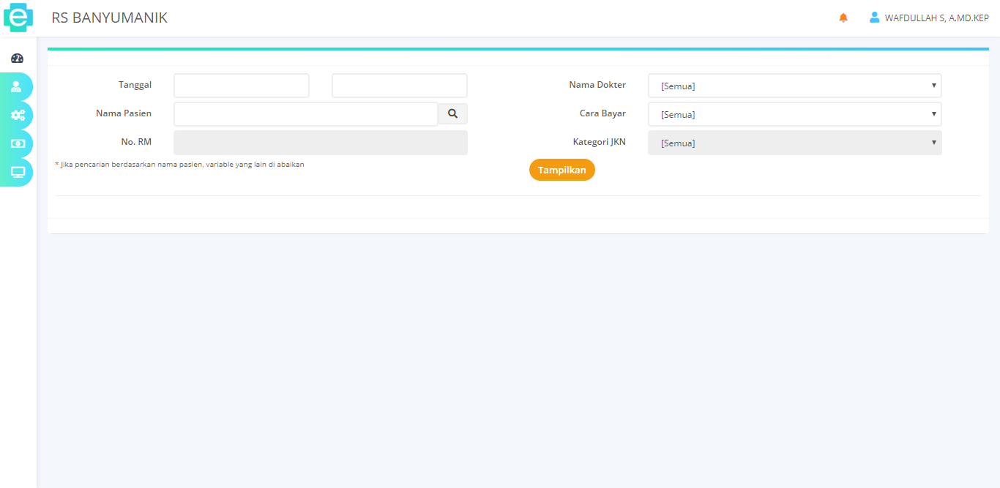 e
RS BANYUMANIK
WAFDULLAH S, A.MD.KEP
Tanggal
Nama Dokter
[Semua]
Nama Pasien
Cara Bayar
[Semua]
No. RM
Kategori JKN
[Semua]
* Jika pencarian berdasarkan nama pasien, variable yang lain di abaikan
Tampilkan